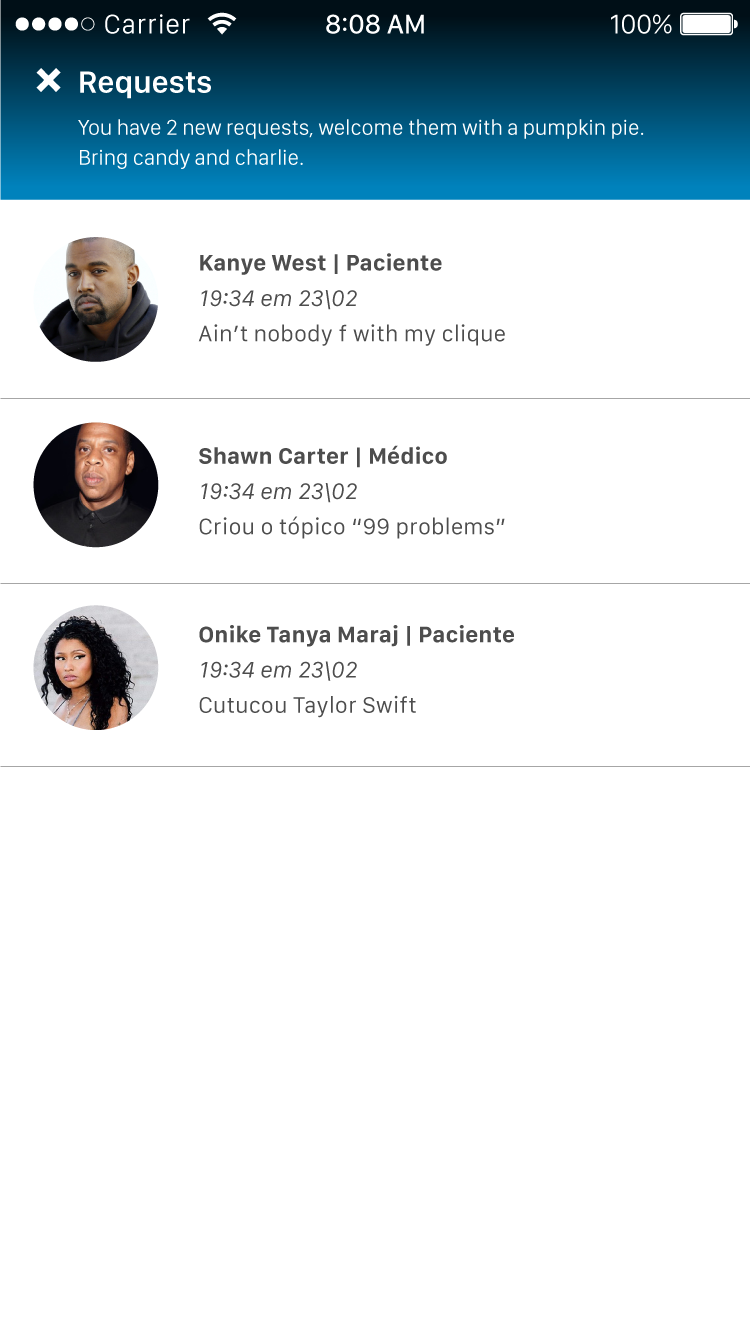 Carrier 8:08 AM 100%
Requests
You have 2 new requests, welcome them with a pumpkin pie.
Bring candy and charlie.
Kanye West | Paciente
19:34 em 23\02
Ain’t nobody f with my clique
Shawn Carter | Médico
19:34 em 23\02
Criou o tópico “99 problems”
Onike Tanya Maraj | Paciente
19:34 em 23\02
Cutucou Taylor Swift